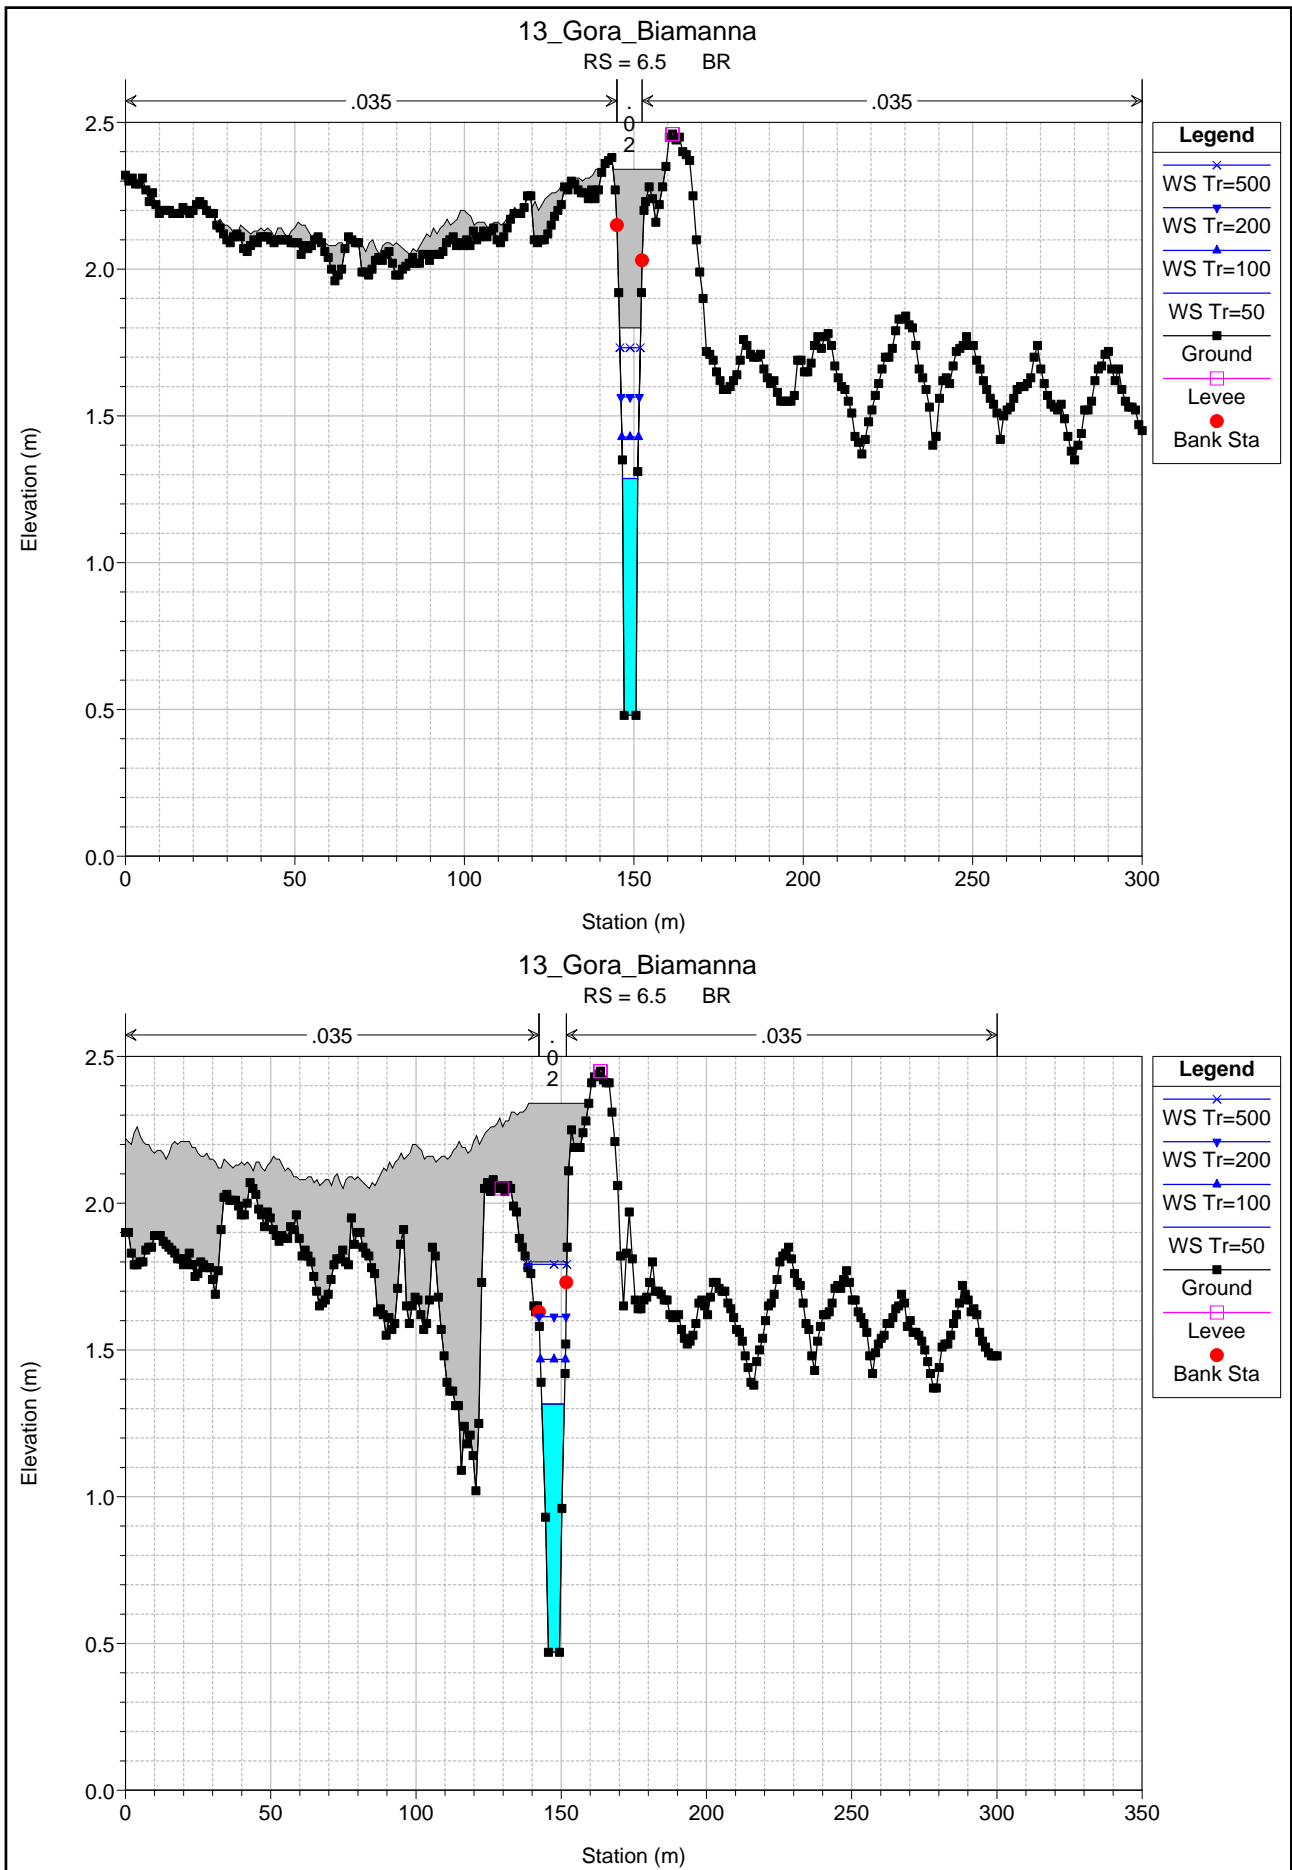 13_Gora_Biamanna
RS = 6.5 BR
.035
.02
.035
2.5
2.0
1.5
1.0
0.5
0.0
Elevation (m)
0 50 100 150 200 250 300
Station (m)
Legend
WS Tr=500
WS Tr=200
WS Tr=100
WS Tr=50
Ground
Levee
Bank Sta
13_Gora_Biamanna
RS = 6.5 BR
.035
.02
.035
2.5
2.0
1.5
1.0
0.5
0.0
Elevation (m)
0 50 100 150 200 250 300 350
Station (m)
Legend
WS Tr=500
WS Tr=200
WS Tr=100
WS Tr=50
Ground
Levee
Bank Sta